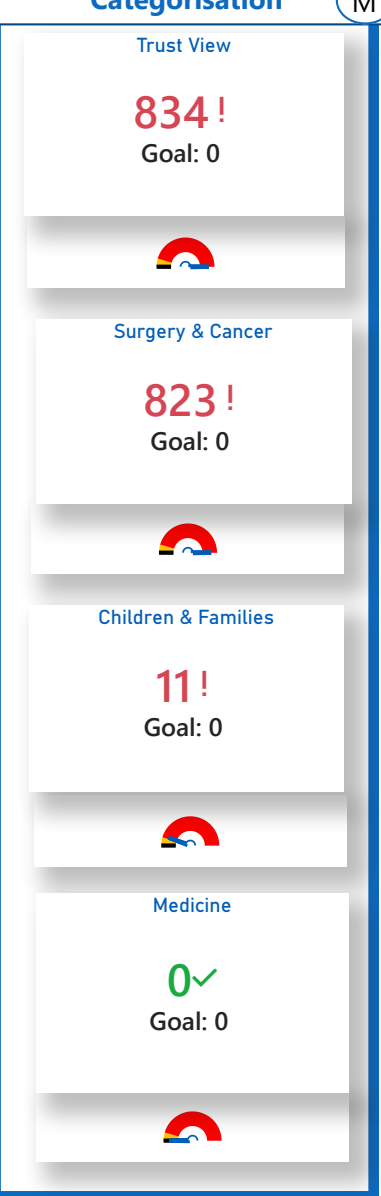 Categorisation
M
Trust View
834!
Goal: 0
Surgery & Cancer
823!
Goal: 0
Children & Families
11!
Goal: 0
Medicine
0✓
Goal: 0